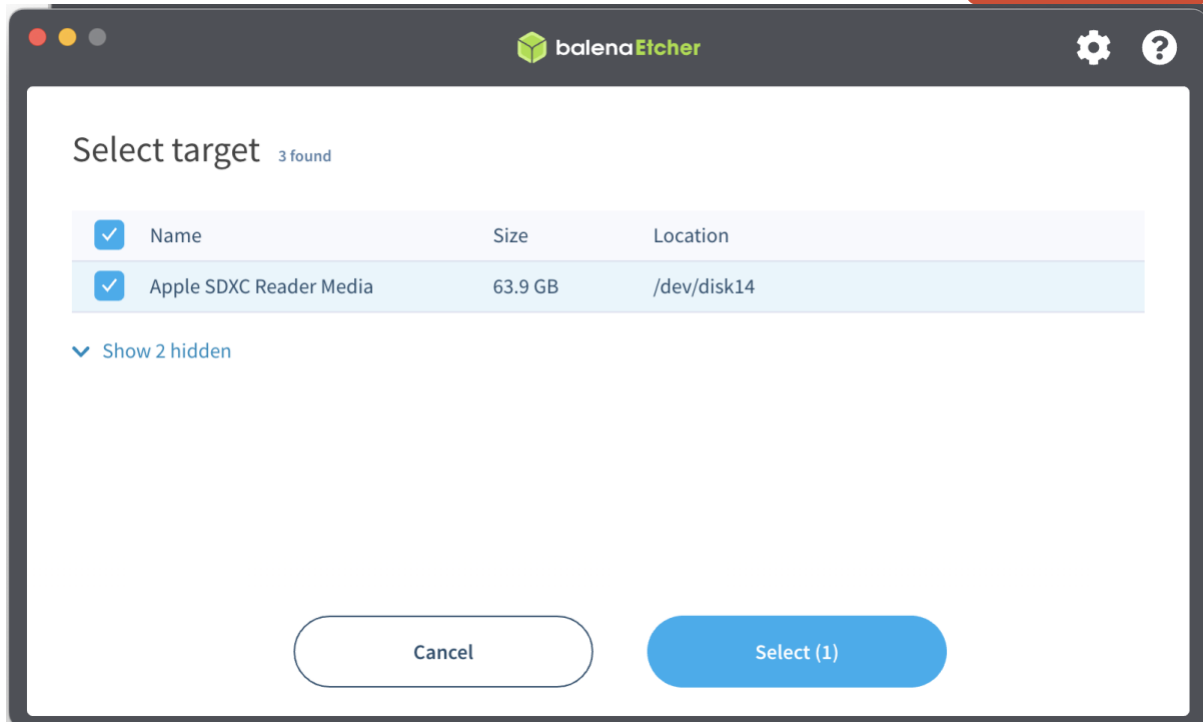 balenaEtcher
Select target 3 found
Name Size Location
Apple SDXC Reader Media 63.9 GB /dev/disk14
Show 2 hidden
Cancel Select (1)